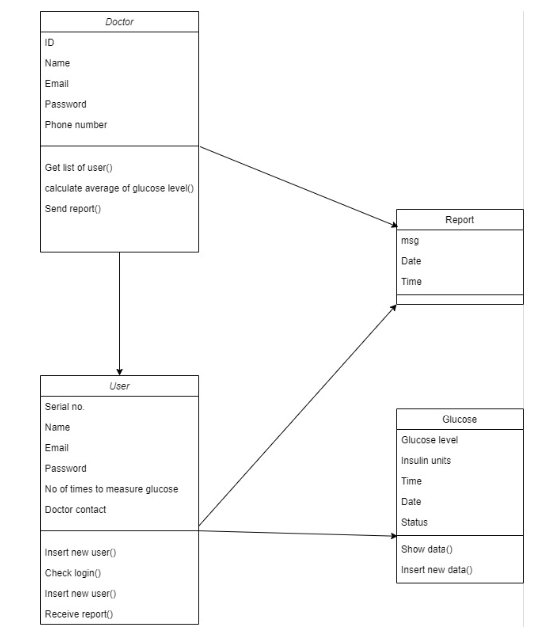 Doctor
ID
Name
Email
Password
Phone number
Get list of user()
calculate average of glucose level()
Send report()
Report
msg
Date
Time
User
Serial no.
Name
Email
Password
No of times to measure glucose
Doctor contact
Insert new user()
Check login()
Insert new user()
Receive report()
Glucose
Glucose level
Insulin units
Time
Date
Status
Show data()
Insert new data()